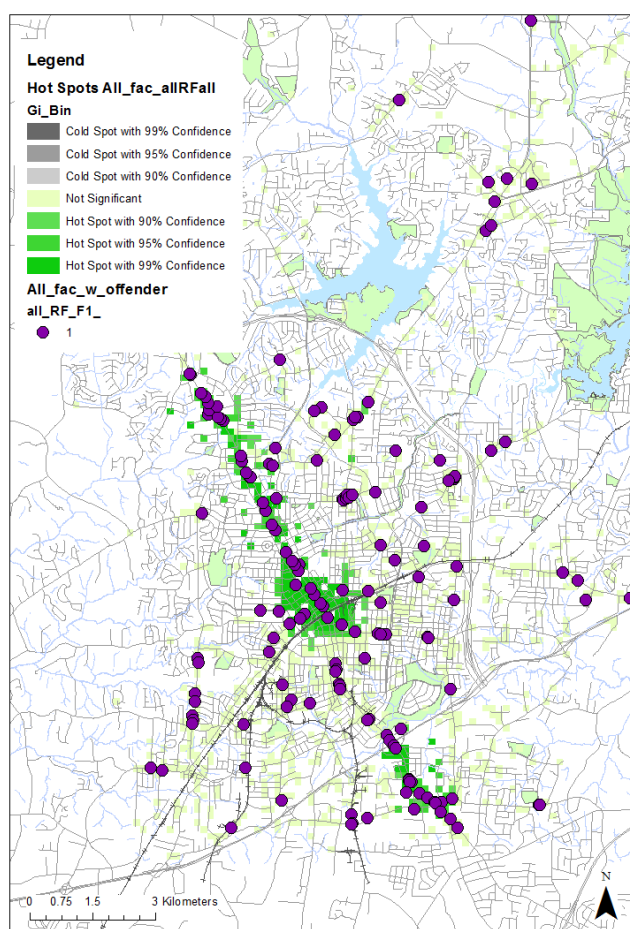 Legend
Hot Spots All_fac_allRFall
Gi_Bin
Cold Spot with 99% Confidence
Cold Spot with 95% Confidence
Cold Spot with 90% Confidence
Not Significant
Hot Spot with 90% Confidence
Hot Spot with 95% Confidence
Hot Spot with 99% Confidence
All_fac_w_offender
all_RF_F1_
1
N
0 0.75 1.5 3 Kilometers